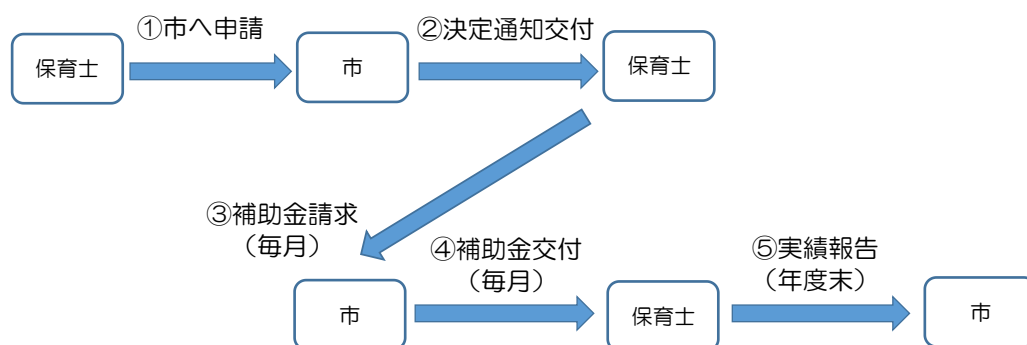 ①市へ申請
②決定通知交付
保育士
市
保育士
③補助金請求
（毎月）
④補助金交付
（毎月）
⑤実績報告
（年度末）
市
保育士
市